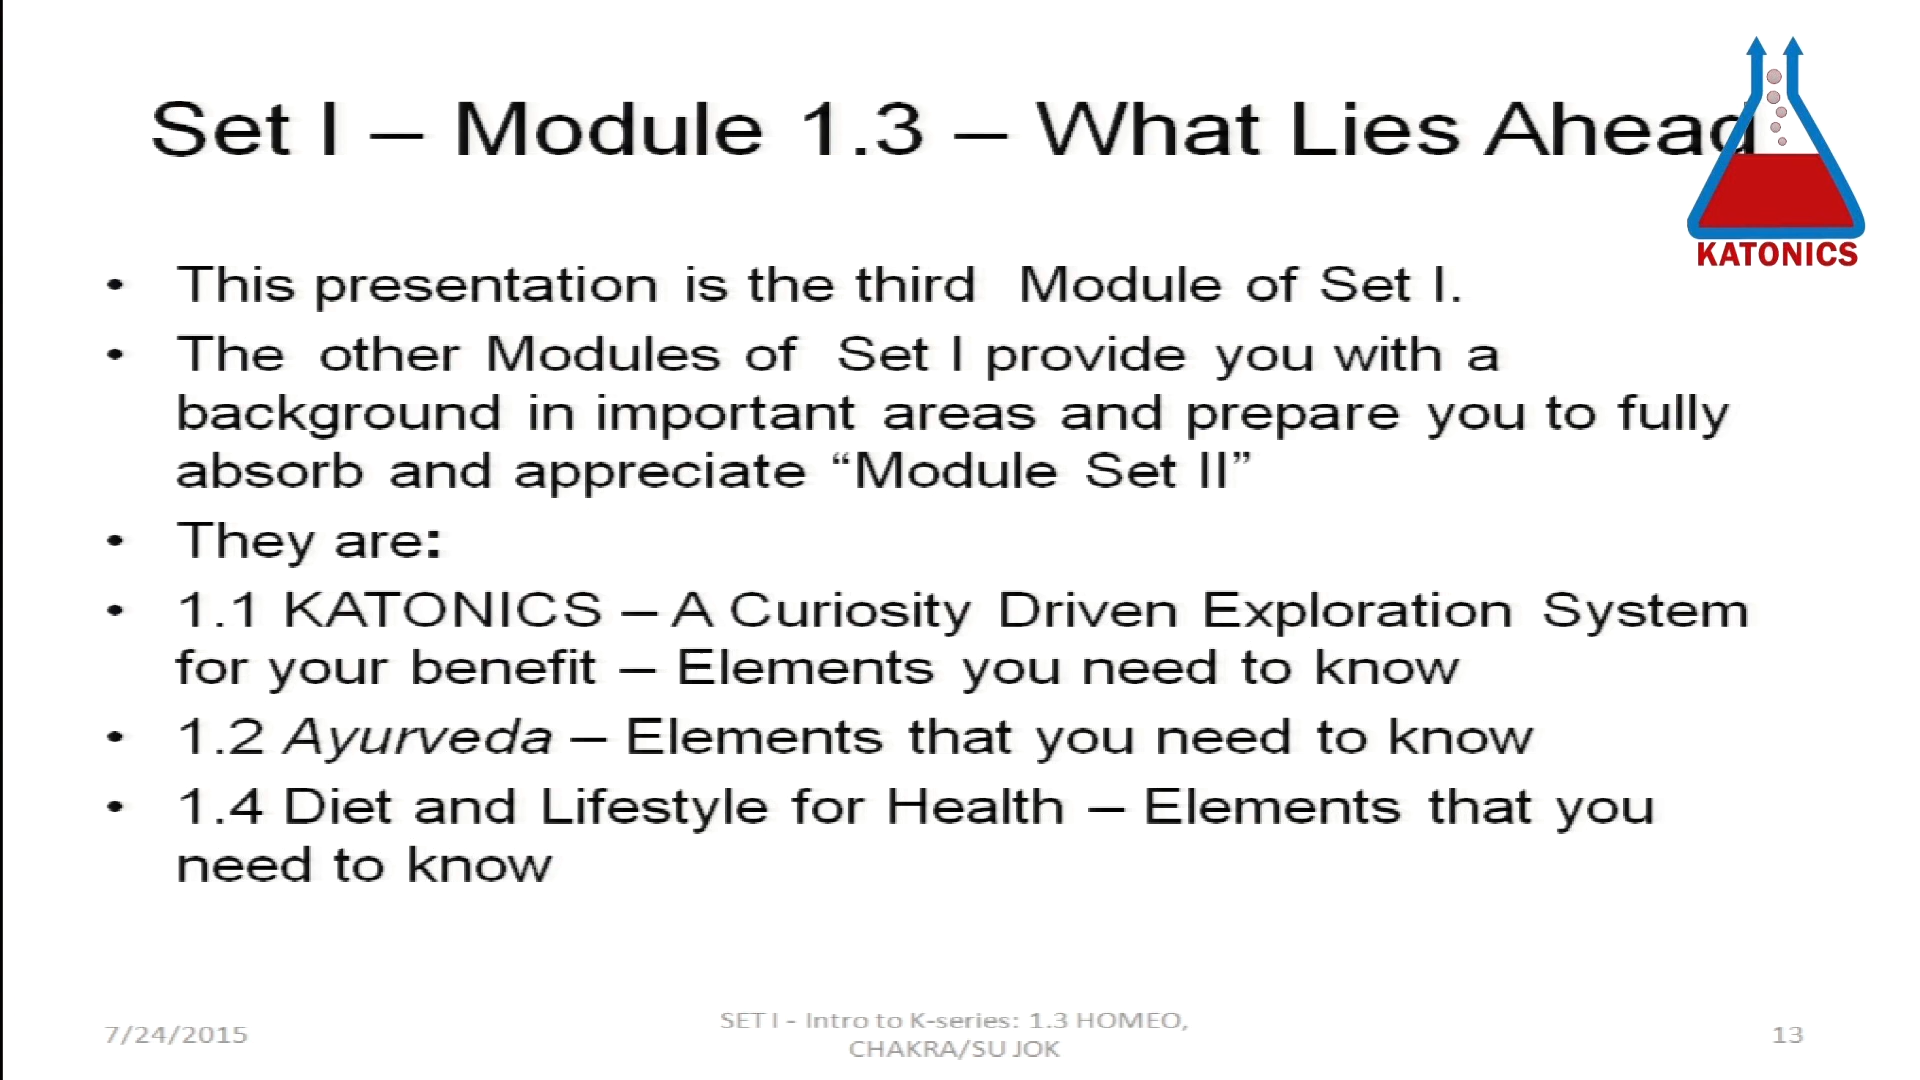 Set I – Module 1.3 – What Lies Ahead
KATONICS
• This presentation is the third Module of Set I.
• The other Modules of Set I provide you with a
background in important areas and prepare you to fully
absorb and appreciate “Module Set II”
• They are:
• 1.1 KATONICS – A Curiosity Driven Exploration System
for your benefit – Elements you need to know
• 1.2 Ayurveda – Elements that you need to know
• 1.4 Diet and Lifestyle for Health – Elements that you
need to know
7/24/2015
SET I - Intro to K-series: 1.3 HOMEO,
CHAKRA/SU JOK
13